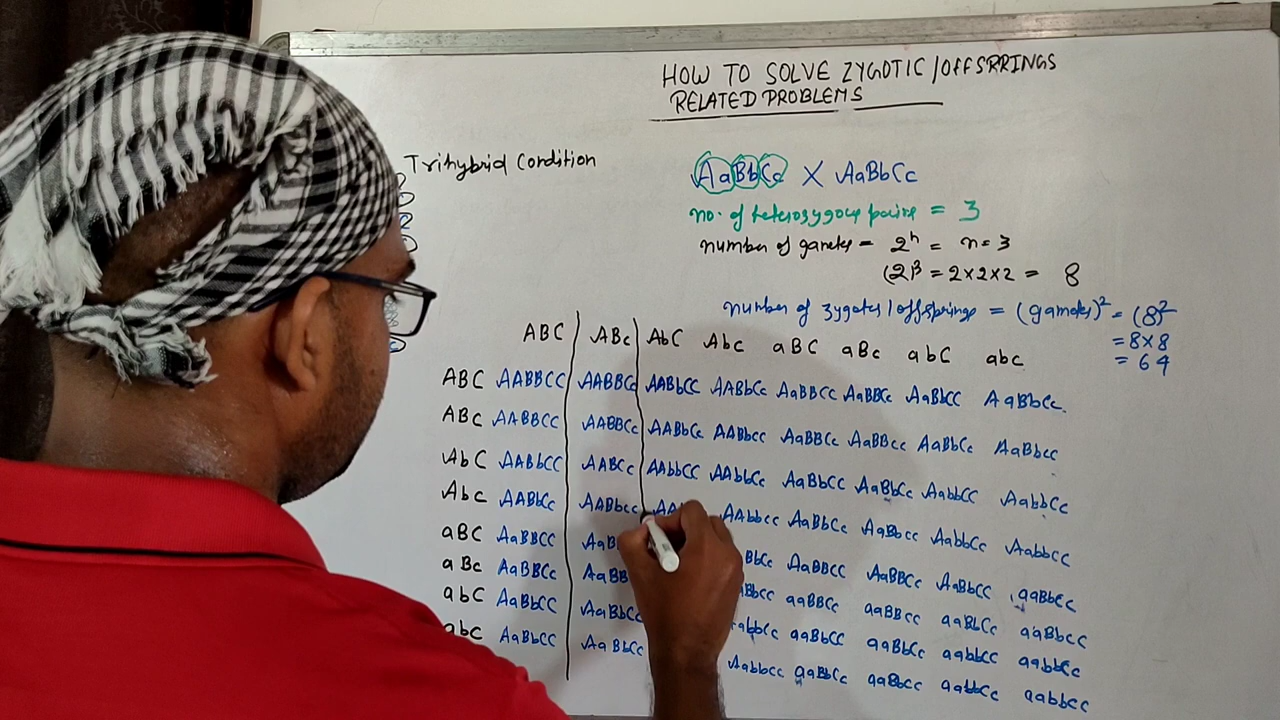 HOW TO SOLVE ZYGOTIC/OFFSRRINGS
RELATED PROBLEMS
Trihybrid Condition
AaBbCc X AaBbCc
no. of heterozygous pairs = 3
number of gametes = 2ⁿ = n=3
(2)³ = 2×2×2 = 8
number of zygotes/offsprings = (gametes)² = (8)²
= 8×8
= 64
ABC ABc AbC Abc aBC aBc abC abc
ABC AABBCC AABBCc AABbCC AABbCc AaBBCC AaBBCc AaBbCC AaBbCc.
ABC AABBCC AABBCc AABbCc AABbcc AaBBCc AaBBcc AaBbCc AaBbcc
AbC AABbCC AABCc AAbbCC AAbbCc AaBbCC AaBbCc AabbCC AabbCc
Abc AABbCc AABbcc AAbbcc AaBbCc AaBbcc AabbCc Aabbcc
aBC AaBBCC BbCc AaBBCC AaBBCc AaBbCC aaBbCc
aBc AaBBCc AaBB Bbcc aaBBCc aaBBcc aaBbCc aaBbcc
abC AaBbCC AaBbCc aaBbCC aaBbCc aabbCC aabbCc
abc AaBbCC AaBbCc Aabbcc aaBbCc aaBbcc aabbCc aabbcc